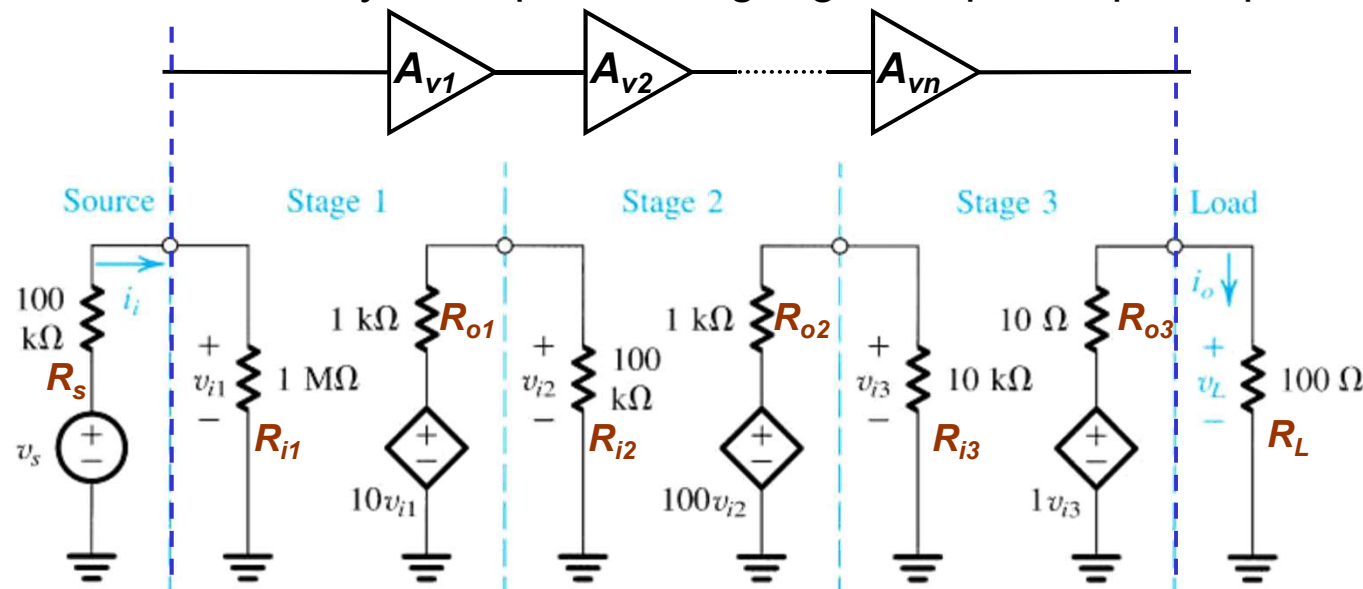 A_v1 A_v2 A_vn
Source Stage 1 Stage 2 Stage 3 Load
100 kΩ R_s i_i v_s
+ v_i1 − 1 MΩ R_i1
1 kΩ R_o1 + − 10v_i1
+ v_i2 − 100 kΩ R_i2
1 kΩ R_o2 + − 100v_i2
+ v_i3 − 10 kΩ R_i3
10 Ω R_o3 + − 1v_i3
i_o + v_L − 100 Ω R_L